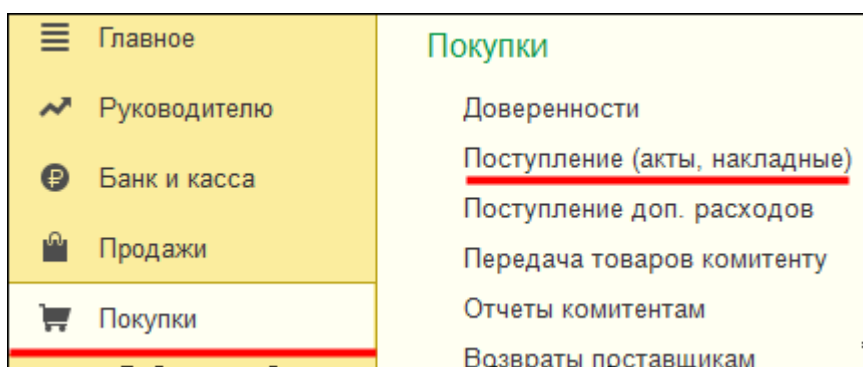 Главное
Руководителю
Банк и касса
Продажи
Покупки
Покупки
Доверенности
Поступление (акты, накладные)
Поступление доп. расходов
Передача товаров комитенту
Отчеты комитентам
Возвраты поставщикам